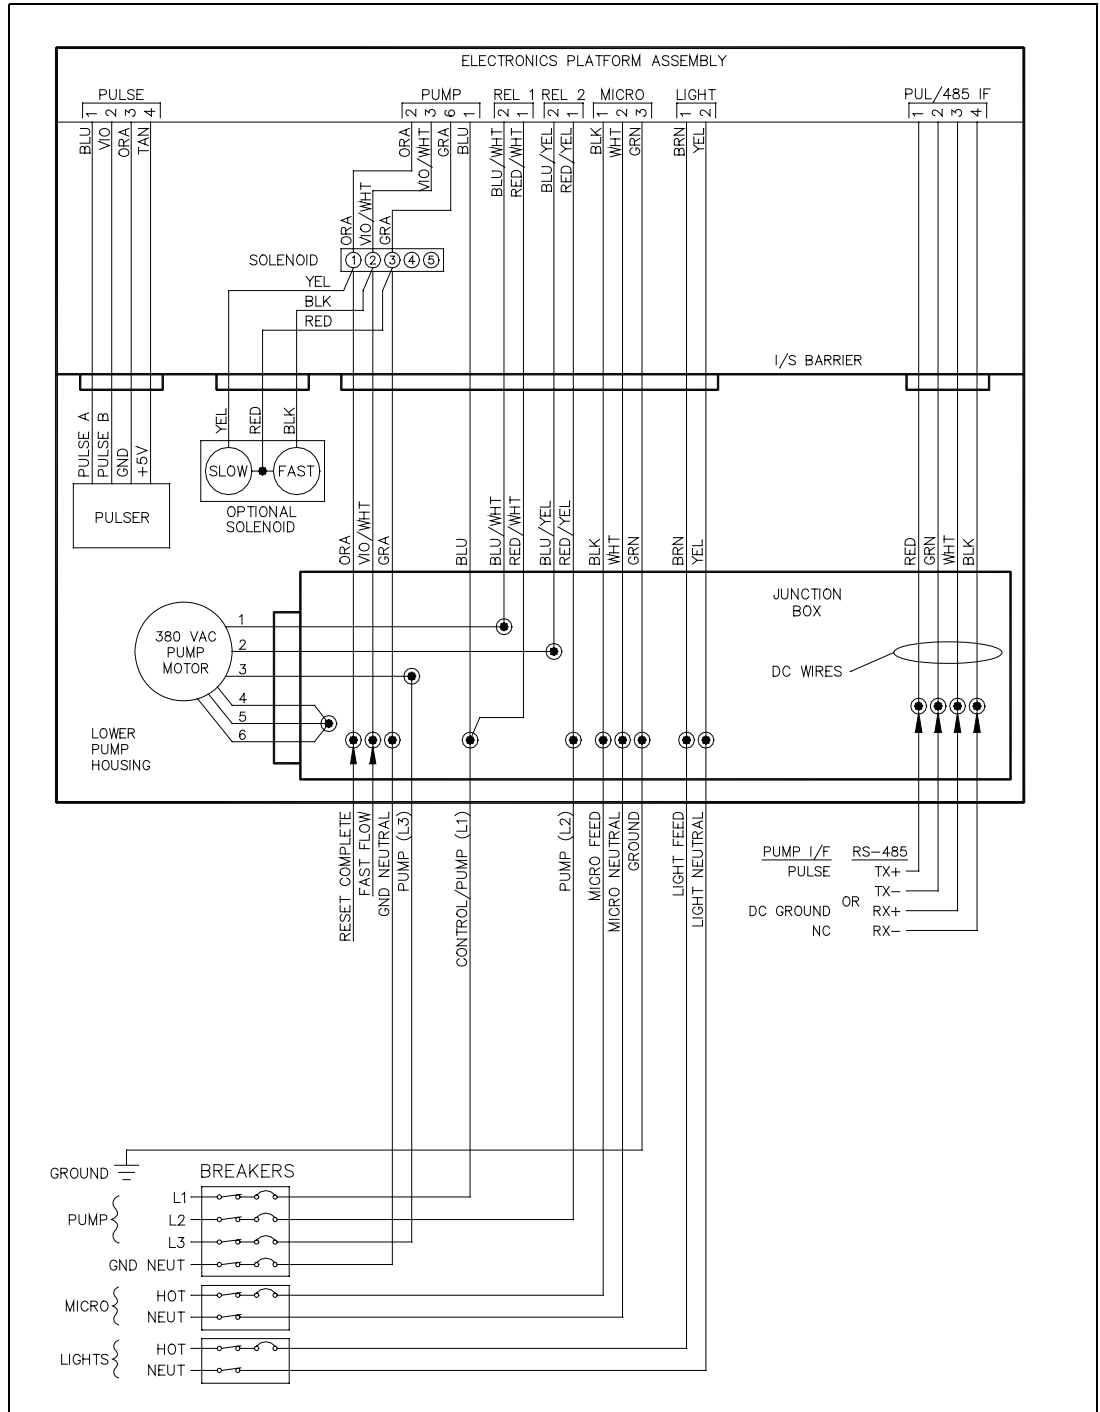 ELECTRONICS PLATFORM ASSEMBLY
PULSE PUMP REL 1 REL 2 MICRO LIGHT PUL/485 IF
1 2 3 4 2 3 6 1 2 1 2 1 1 2 3 1 2 1 2 3 4
BLU VIO ORA TAN ORA VIO/WHT GRA BLU BLU/WHT RED/WHT BLU/YEL RED/YEL BLK WHT GRN BRN YEL
ORA VIO/WHT GRA
SOLENOID 1 2 3 4 5
YEL
BLK
RED
I/S BARRIER
PULSE A PULSE B GND +5V YEL RED BLK
SLOW FAST
PULSER
OPTIONAL
SOLENOID
ORA VIO/WHT GRA BLU BLU/WHT RED/WHT BLU/YEL RED/YEL BLK WHT GRN BRN YEL RED GRN WHT BLK
JUNCTION
BOX
380 VAC
PUMP
MOTOR
1
2
3
4
5
6
DC WIRES
LOWER
PUMP
HOUSING
RESET COMPLETE
FAST FLOW
GND NEUTRAL
PUMP (L3)
CONTROL/PUMP (L1)
PUMP (L2)
MICRO FEED
MICRO NEUTRAL
GROUND
LIGHT FEED
LIGHT NEUTRAL
PUMP I/F RS-485
PULSE TX+
TX-
OR
DC GROUND RX+
NC RX-
GROUND
BREAKERS
PUMP
L1
L2
L3
GND NEUT
MICRO
HOT
NEUT
LIGHTS
HOT
NEUT